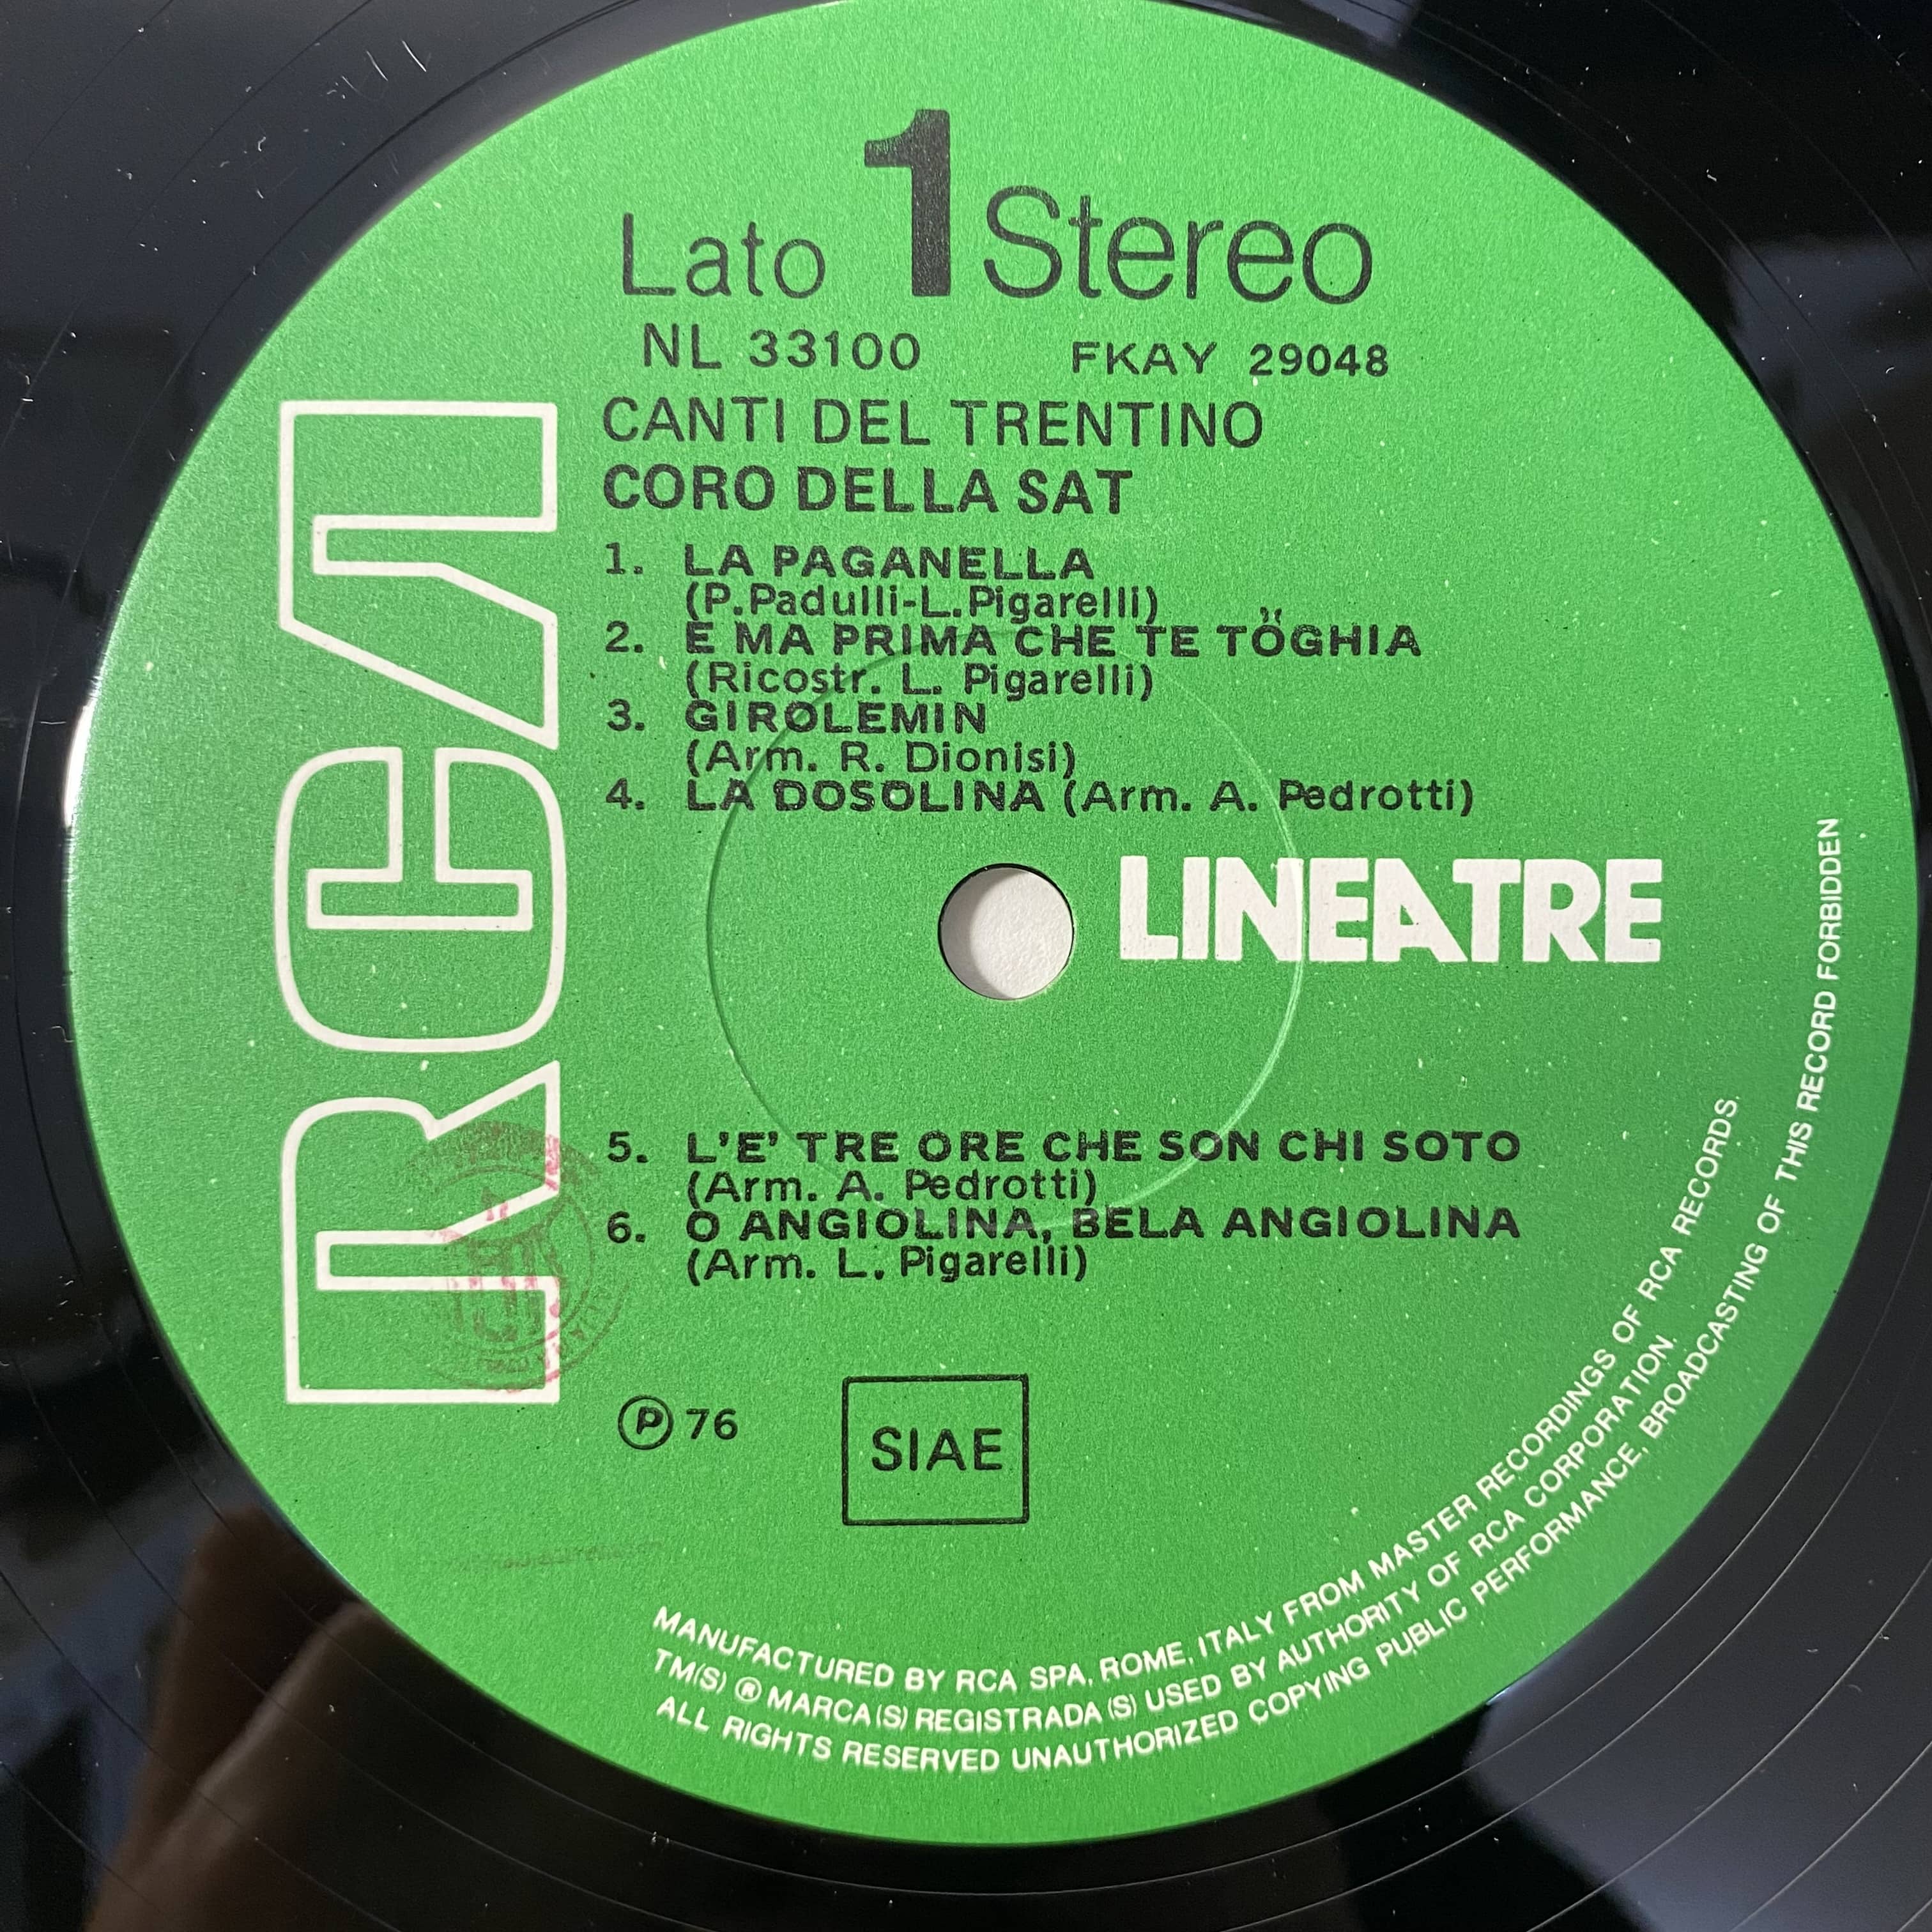 Lato 1 Stereo
NL 33100 FKAY 29048
CANTI DEL TRENTINO
CORO DELLA SAT
1. LA PAGANELLA
(P.Padulli-L.Pigarelli)
2. E MA PRIMA CHE TE TÖGHIA
(Ricostr. L. Pigarelli)
3. GIROLEMIN
(Arm. R. Dionisi)
4. LA DOSOLINA (Arm. A. Pedrotti)
RCA
LINEATRE
5. L'E' TRE ORE CHE SON CHI SOTO
(Arm. A. Pedrotti)
6. O ANGIOLINA, BELA ANGIOLINA
(Arm. L. Pigarelli)
Ⓟ 76
SIAE
MANUFACTURED BY RCA SPA, ROME, ITALY FROM MASTER RECORDINGS OF RCA RECORDS.
TM(S) ® MARCA(S) REGISTRADA(S) USED BY AUTHORITY OF RCA CORPORATION.
ALL RIGHTS RESERVED UNAUTHORIZED COPYING PUBLIC PERFORMANCE, BROADCASTING OF THIS RECORD FORBIDDEN